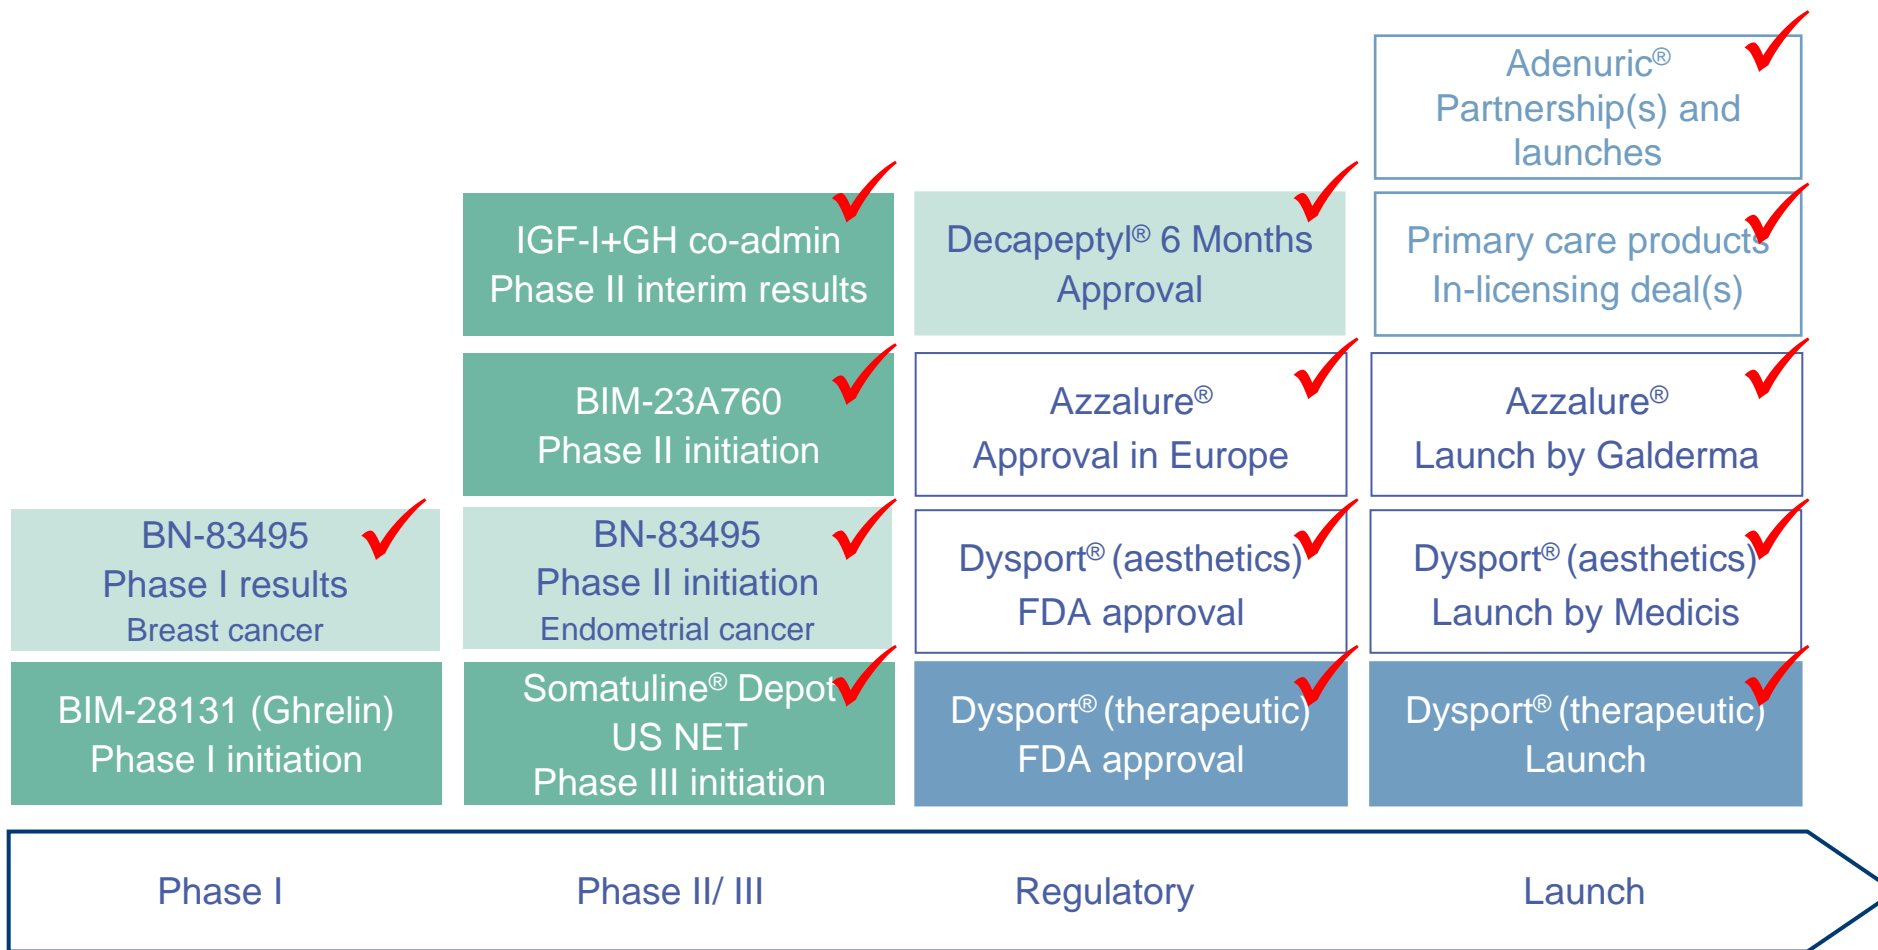 Adenuric®
Partnership(s) and
launches
IGF-I+GH co-admin
Phase II interim results
Decapeptyl® 6 Months
Approval
Primary care products
In-licensing deal(s)
BIM-23A760
Phase II initiation
Azzalure®
Approval in Europe
Azzalure®
Launch by Galderma
BN-83495
Phase I results
Breast cancer
BN-83495
Phase II initiation
Endometrial cancer
Dysport® (aesthetics)
FDA approval
Dysport® (aesthetics)
Launch by Medicis
BIM-28131 (Ghrelin)
Phase I initiation
Somatuline® Depot
US NET
Phase III initiation
Dysport® (therapeutic)
FDA approval
Dysport® (therapeutic)
Launch
Phase I
Phase II/ III
Regulatory
Launch